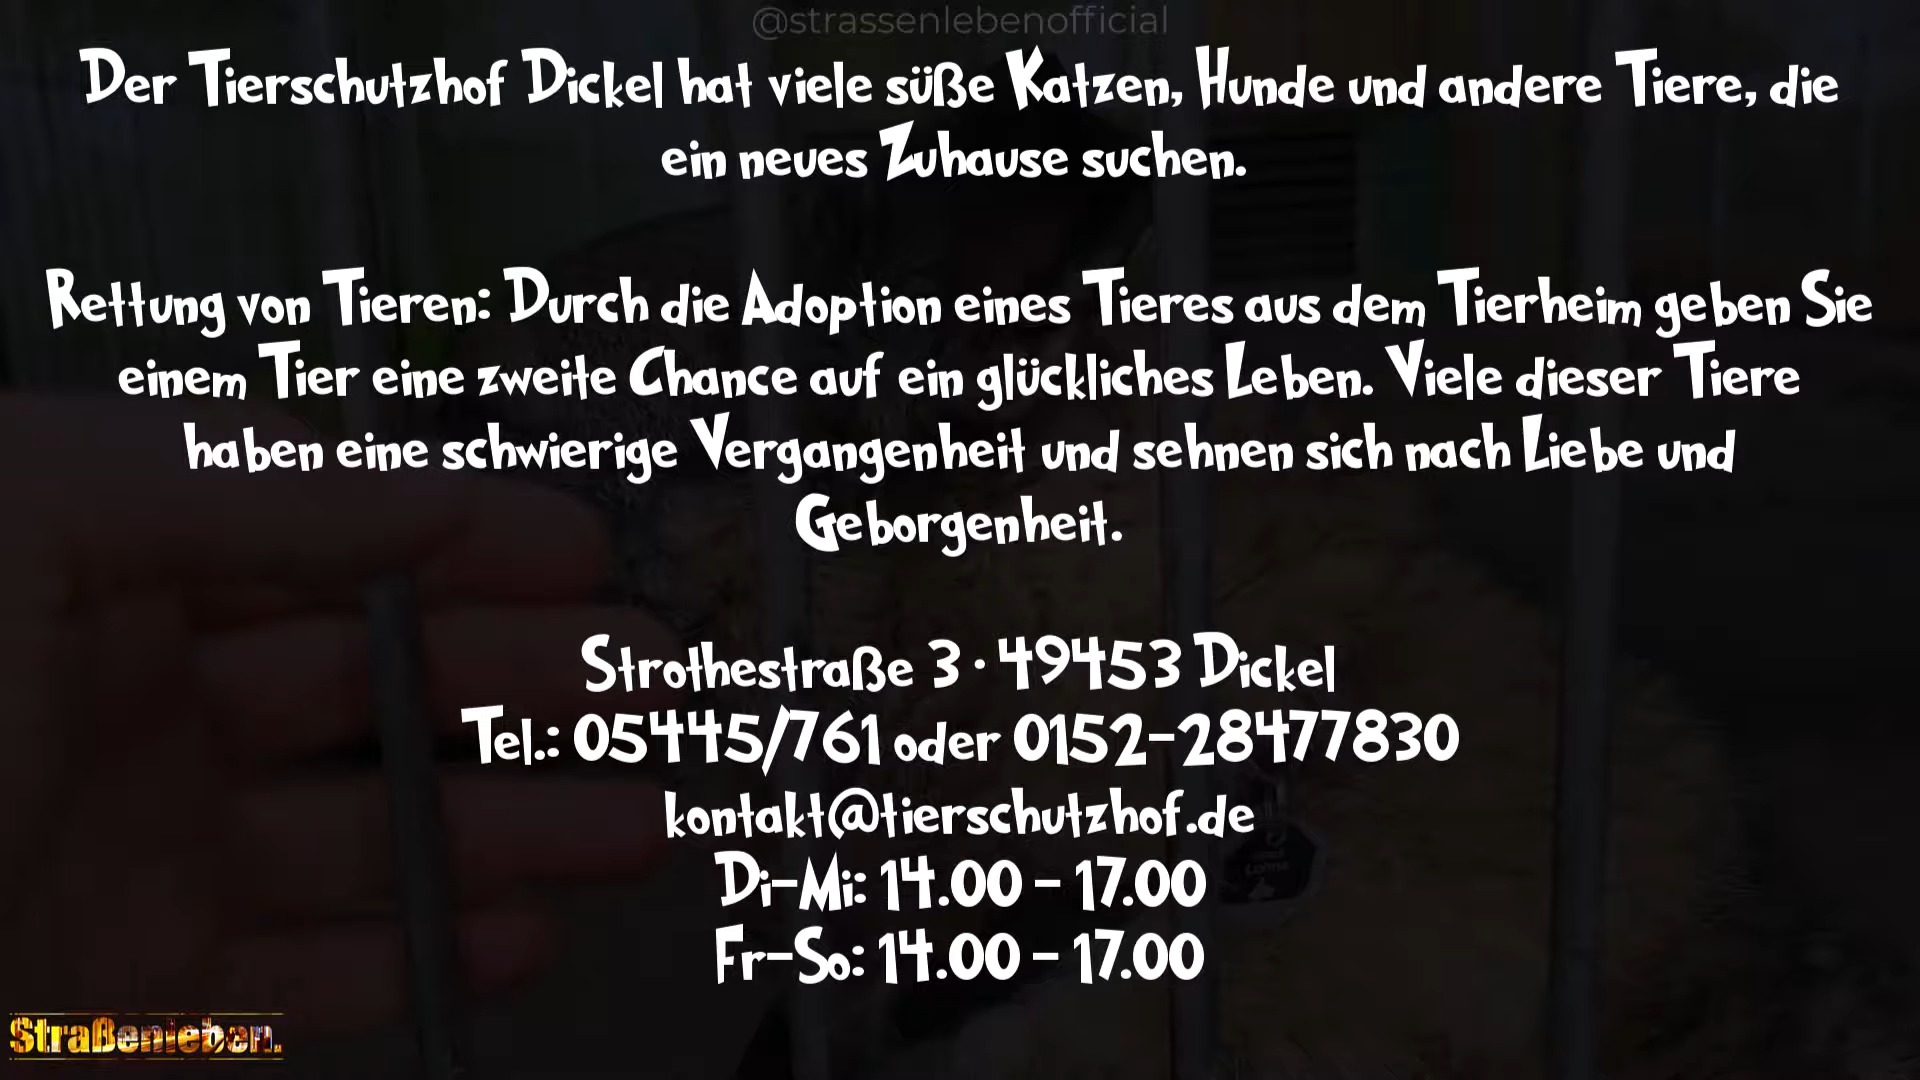 @strassenlebenofficial
Der Tierschutzhof Dickel hat viele süße Katzen, Hunde und andere Tiere, die
ein neues Zuhause suchen.
Rettung von Tieren: Durch die Adoption eines Tieres aus dem Tierheim geben Sie
einem Tier eine zweite Chance auf ein glückliches Leben. Viele dieser Tiere
haben eine schwierige Vergangenheit und sehnen sich nach Liebe und
Geborgenheit.
Strothestraße 3 · 49453 Dickel
Tel.: 05445/761 oder 0152-28477830
kontakt@tierschutzhof.de
Di-Mi: 14.00 - 17.00
Fr-So: 14.00 - 17.00
Straßenleben.